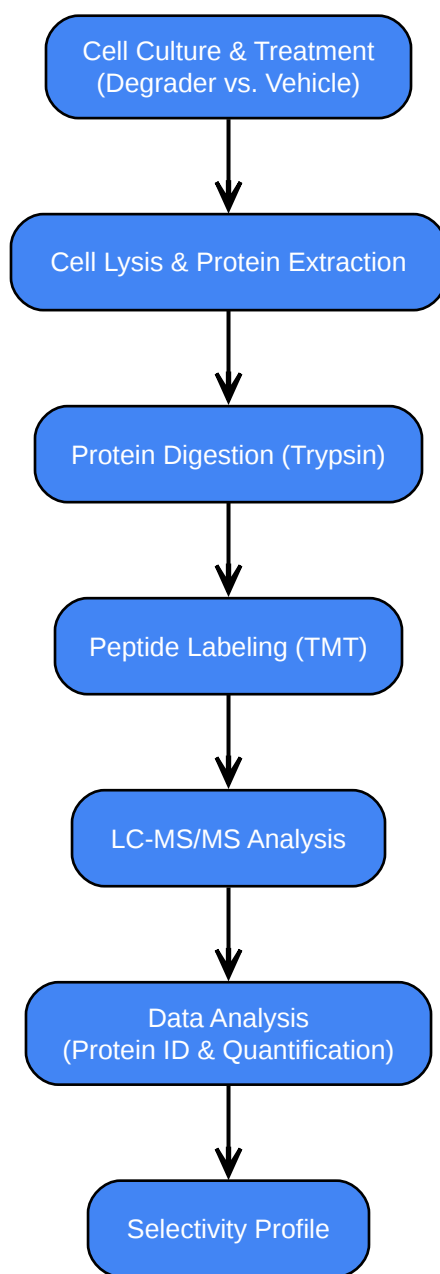 Cell Culture & Treatment
(Degrader vs. Vehicle)
Cell Lysis & Protein Extraction
Protein Digestion (Trypsin)
Peptide Labeling (TMT)
LC-MS/MS Analysis
Data Analysis
(Protein ID & Quantification)
Selectivity Profile